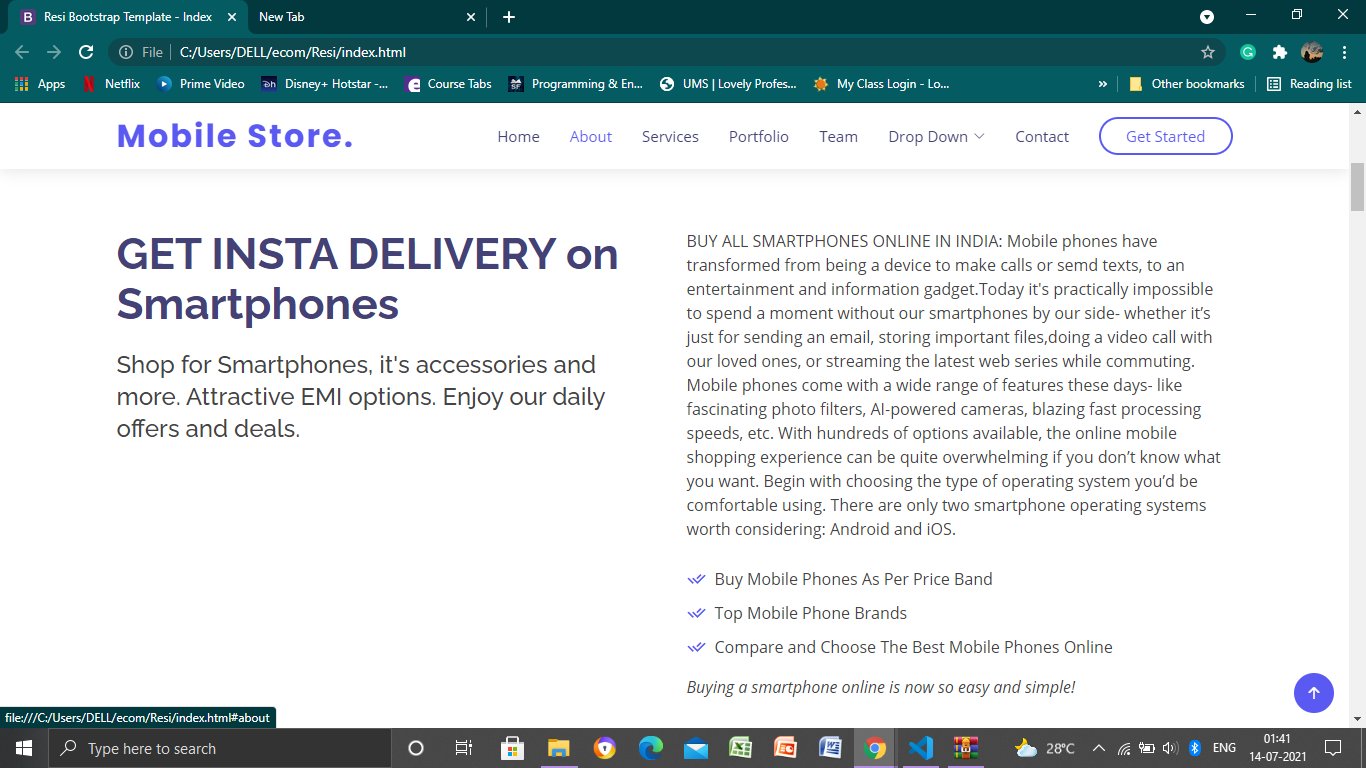 Resi Bootstrap Template - Index
New Tab
File
C:/Users/DELL/ecom/Resi/index.html
Apps
Netflix
Prime Video
Disney+ Hotstar -...
Course Tabs
Programming & En...
UMS | Lovely Profes...
My Class Login - Lo...
»
Other bookmarks
Reading list
Mobile Store.
Home
About
Services
Portfolio
Team
Drop Down
Contact
Get Started
GET INSTA DELIVERY on
Smartphones
Shop for Smartphones, it's accessories and
more. Attractive EMI options. Enjoy our daily
offers and deals.
BUY ALL SMARTPHONES ONLINE IN INDIA: Mobile phones have
transformed from being a device to make calls or semd texts, to an
entertainment and information gadget.Today it's practically impossible
to spend a moment without our smartphones by our side- whether it’s
just for sending an email, storing important files,doing a video call with
our loved ones, or streaming the latest web series while commuting.
Mobile phones come with a wide range of features these days- like
fascinating photo filters, AI-powered cameras, blazing fast processing
speeds, etc. With hundreds of options available, the online mobile
shopping experience can be quite overwhelming if you don’t know what
you want. Begin with choosing the type of operating system you’d be
comfortable using. There are only two smartphone operating systems
worth considering: Android and iOS.
Buy Mobile Phones As Per Price Band
Top Mobile Phone Brands
Compare and Choose The Best Mobile Phones Online
Buying a smartphone online is now so easy and simple!
file:///C:/Users/DELL/ecom/Resi/index.html#about
Type here to search
28°C
ENG
01:41
14-07-2021